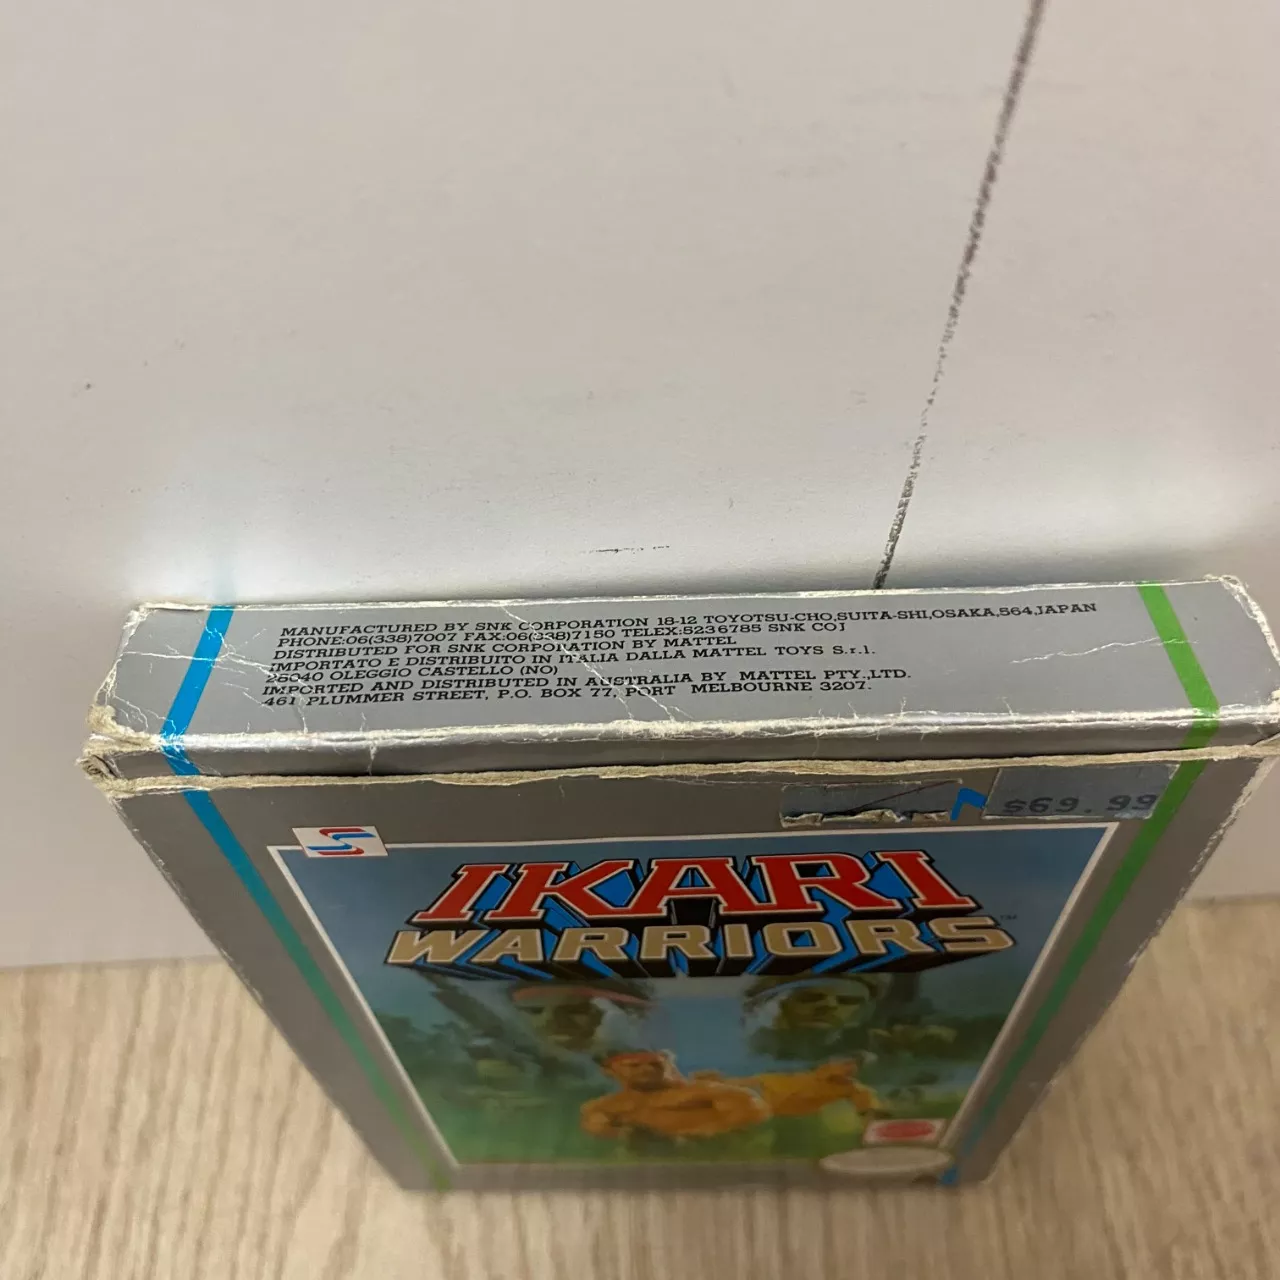 MANUFACTURED BY SNK CORPORATION 18-12 TOYOTSU-CHO,SUITA-SHI,OSAKA,564,JAPAN
PHONE:06(338)7007 FAX:06(338)7150 TELEX:5236785 SNK COJ
DISTRIBUTED FOR SNK CORPORATION BY MATTEL
IMPORTATO E DISTRIBUITO IN ITALIA DALLA MATTEL TOYS S.r.l.
28040 OLEGGIO CASTELLO (NO)
IMPORTED AND DISTRIBUTED IN AUSTRALIA BY MATTEL PTY.,LTD.
461 PLUMMER STREET, P.O. BOX 77, PORT MELBOURNE 3207.
$69.99
IKARI
WARRIORS™